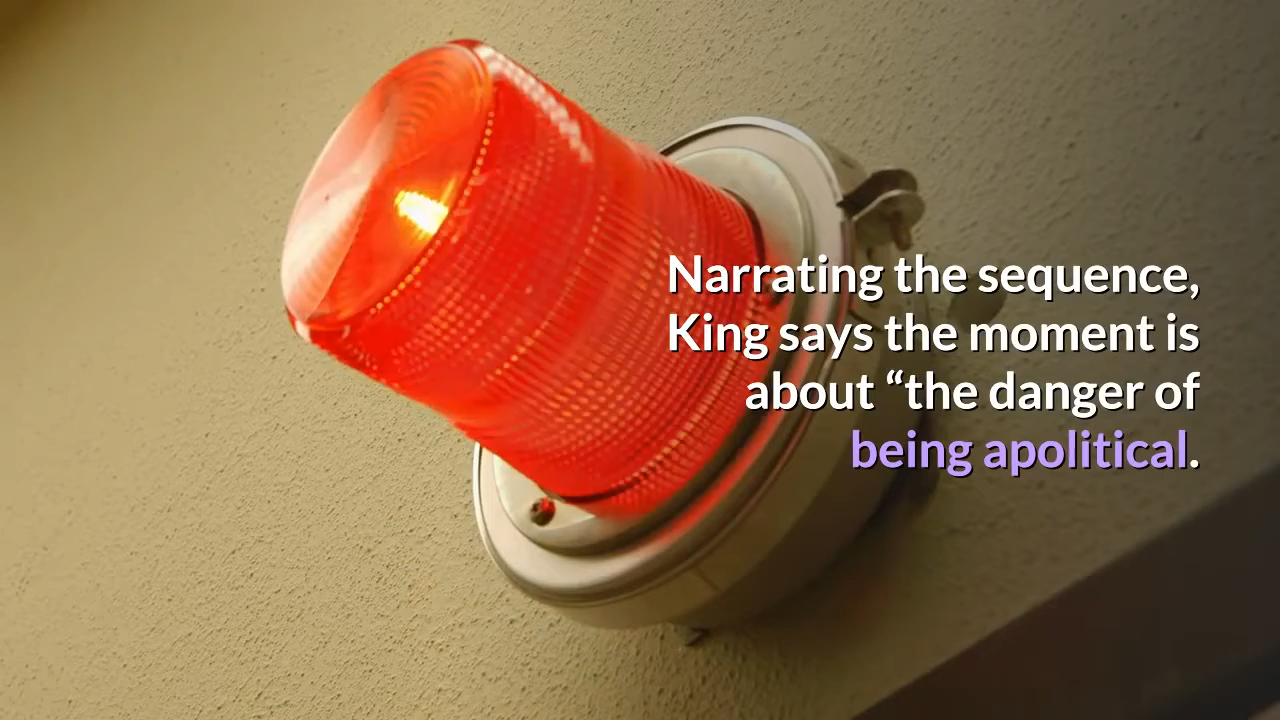 Narrating the sequence,
King says the moment is
about “the danger of
being apolitical.